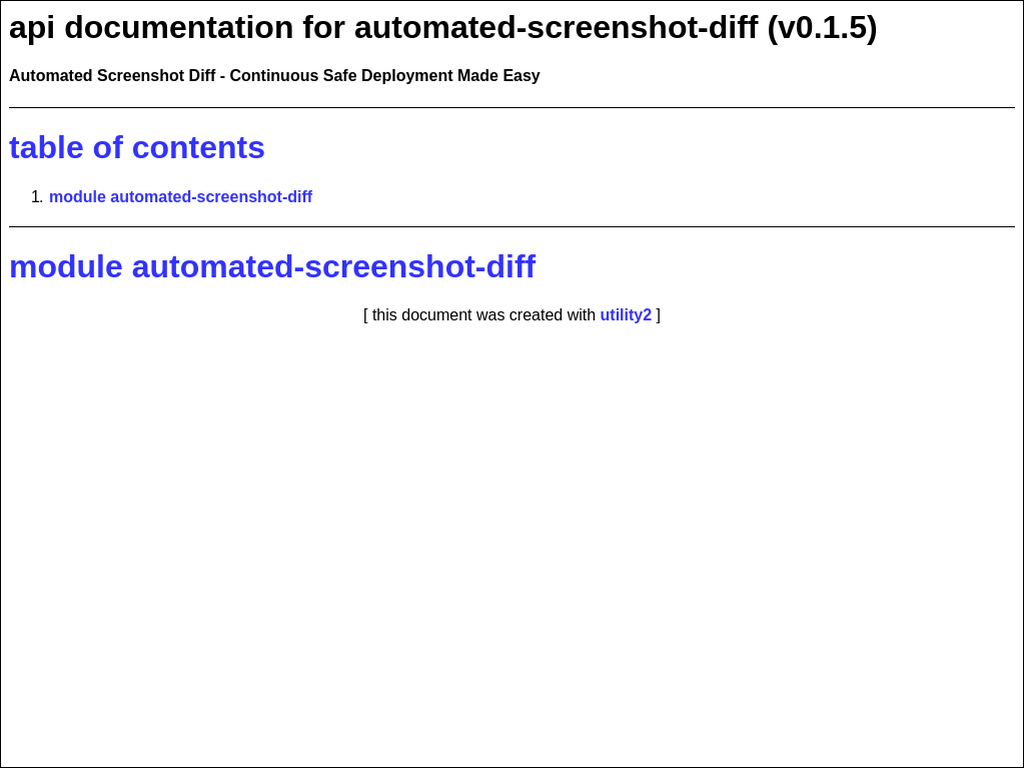 api documentation for automated-screenshot-diff (v0.1.5)
Automated Screenshot Diff - Continuous Safe Deployment Made Easy
table of contents
1. module automated-screenshot-diff
module automated-screenshot-diff
[ this document was created with utility2 ]